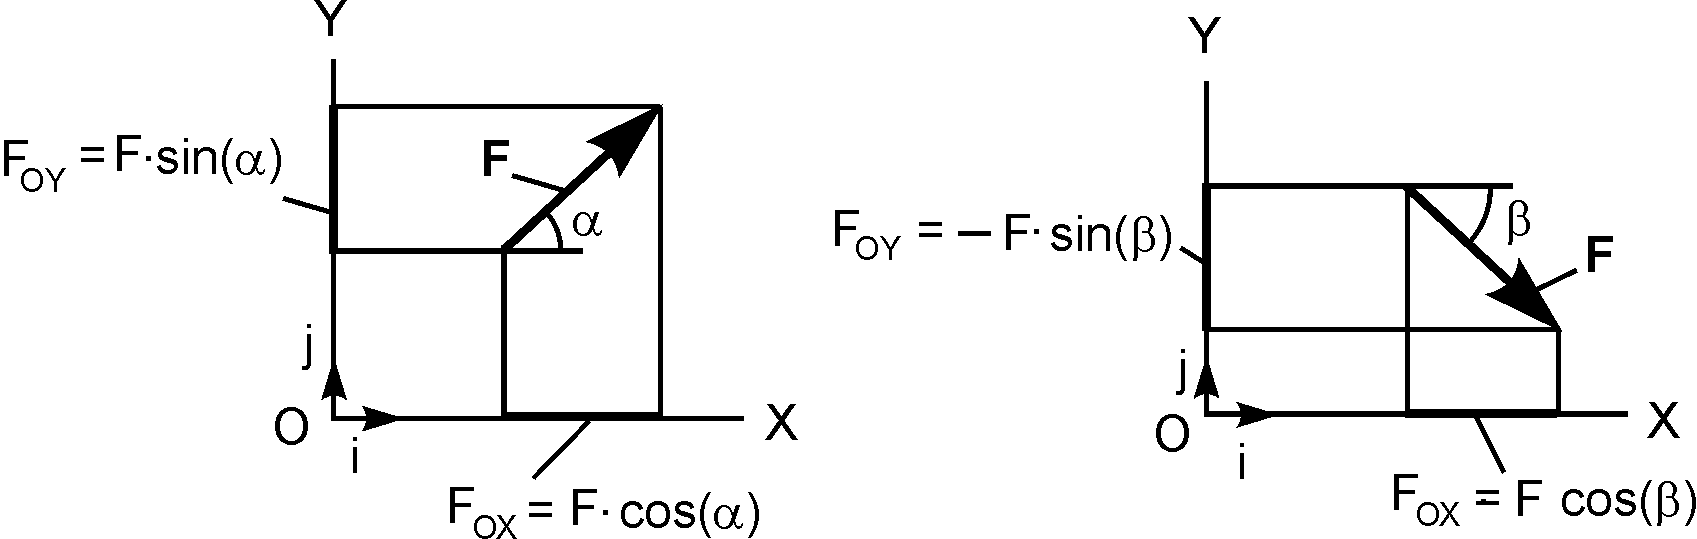 Y
F_OY = F·sin(α)
F
α
j
O
i
X
F_OX = F·cos(α)
Y
F_OY = – F·sin(β)
β
F
j
O
i
X
F_OX = F cos(β)